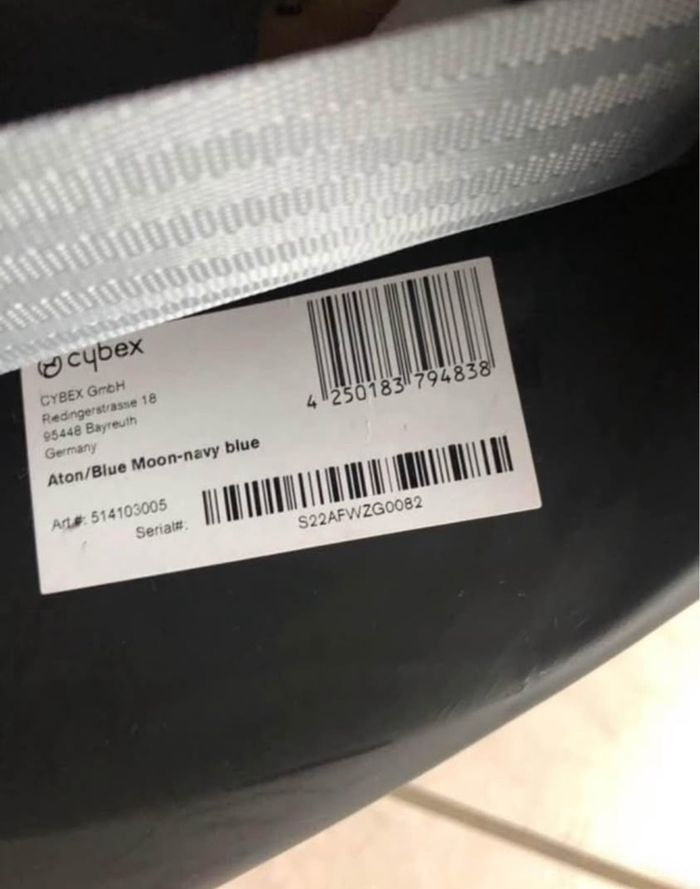 cybex
CYBEX GmbH
Riedingerstrasse 18
95448 Bayreuth
Germany
Aton/Blue Moon-navy blue
Art.#: 514103005
Serial#:
4 250183 794838
S22AFWZG0082